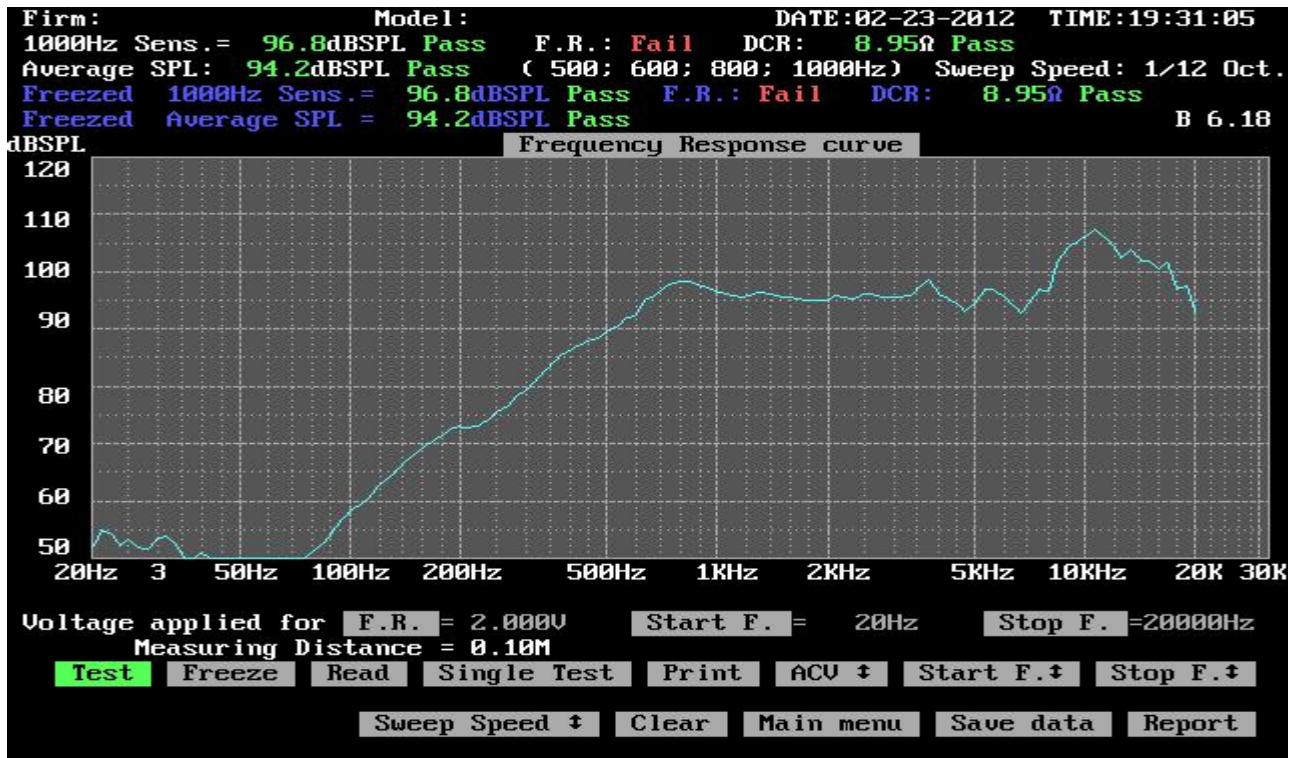 Firm: Model: DATE:02-23-2012 TIME:19:31:05
1000Hz Sens.= 96.8dBSPL Pass F.R.: Fail DCR: 8.95Ω Pass
Average SPL: 94.2dBSPL Pass ( 500; 600; 800; 1000Hz) Sweep Speed: 1/12 Oct.
Freezed 1000Hz Sens.= 96.8dBSPL Pass F.R.: Fail DCR: 8.95Ω Pass
Freezed Average SPL = 94.2dBSPL Pass B 6.18
dBSPL Frequency Response curve
120
110
100
90
80
70
60
50
20Hz 3 50Hz 100Hz 200Hz 500Hz 1KHz 2KHz 5KHz 10KHz 20K 30K
Voltage applied for F.R. = 2.000V Start F. = 20Hz Stop F. =20000Hz
Measuring Distance = 0.10M
Test Freeze Read Single Test Print ACV ↕ Start F.↕ Stop F.↕
Sweep Speed ↕ Clear Main menu Save data Report